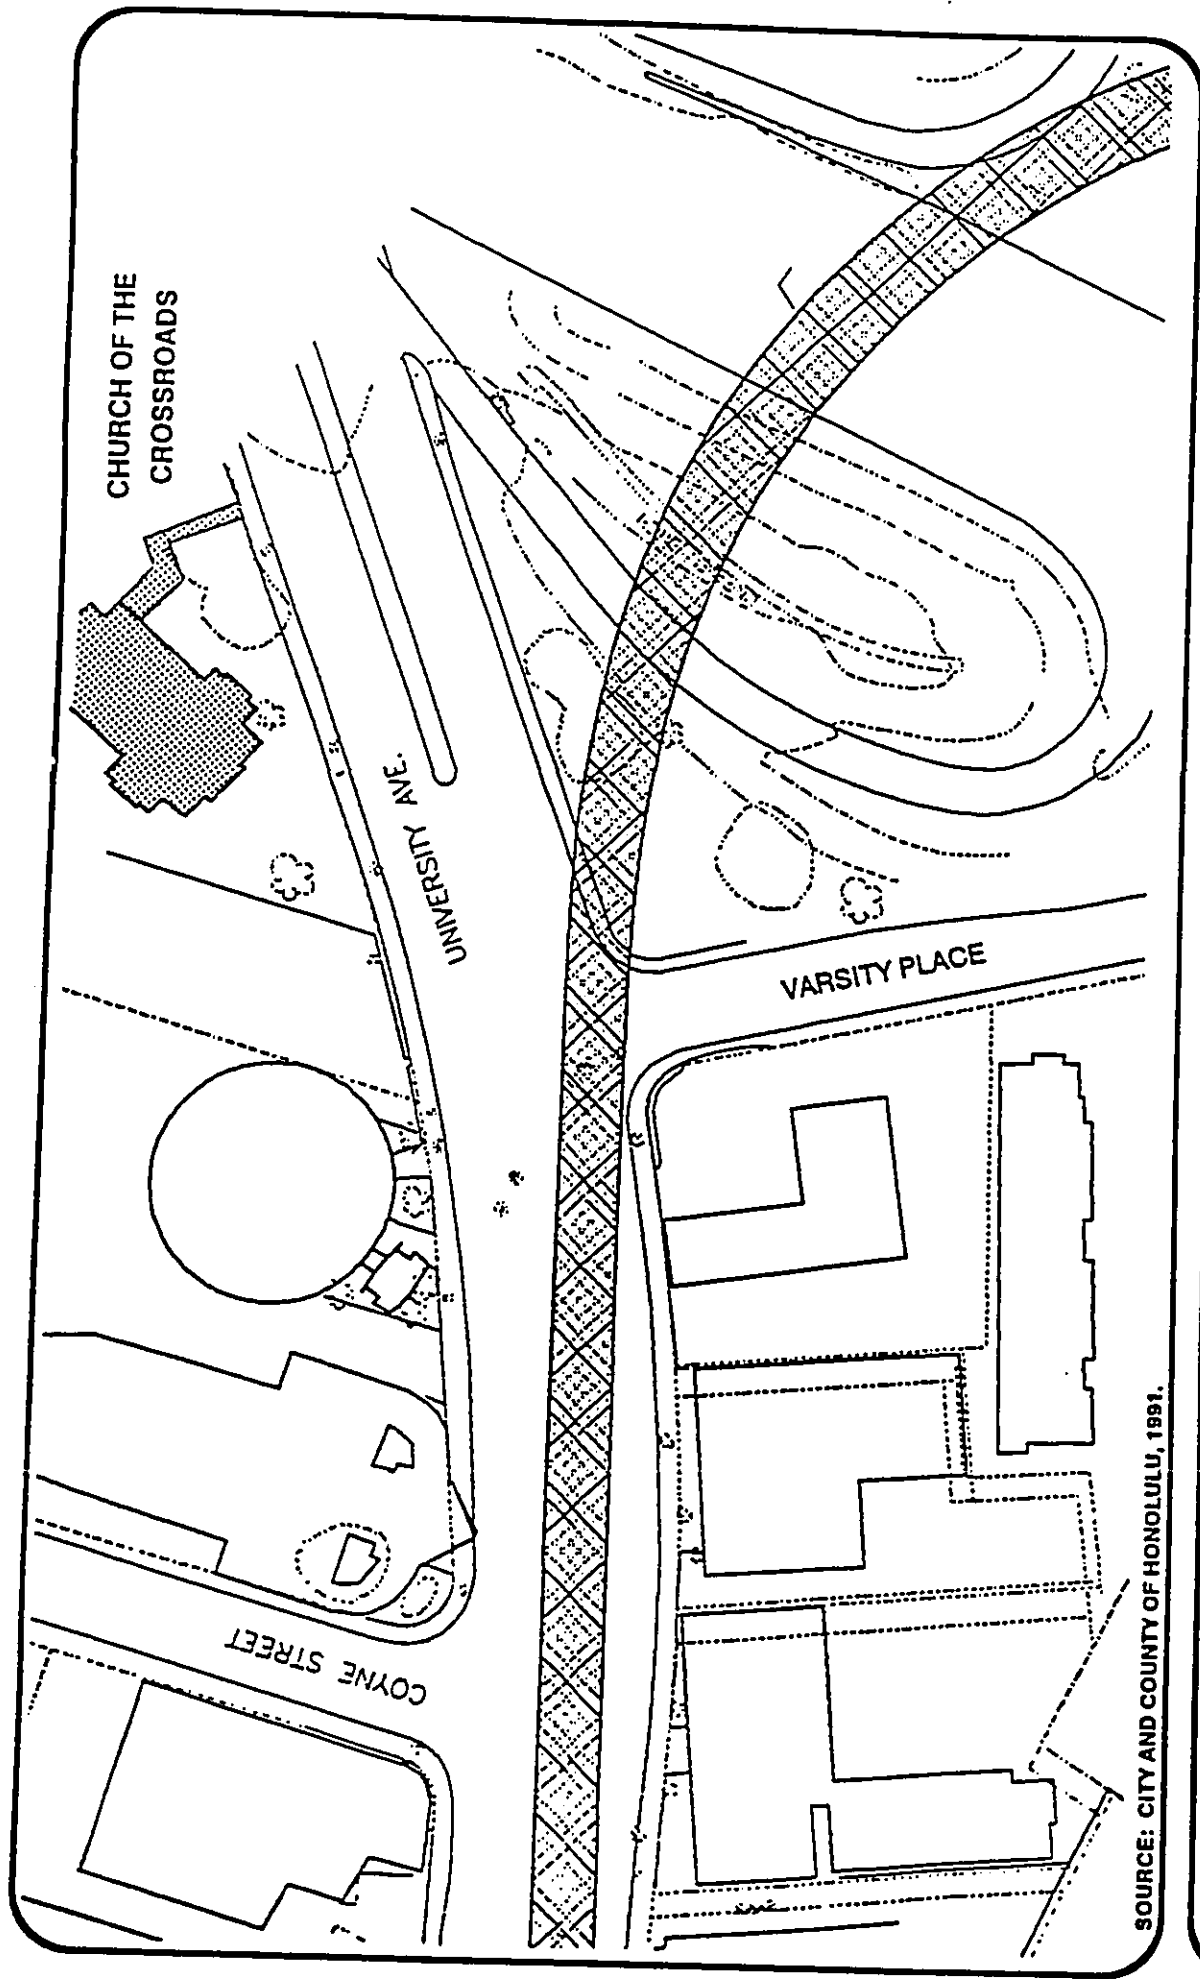 CHURCH OF THE
CROSSROADS
UNIVERSITY AVE.
VARSITY PLACE
COYNE STREET
SOURCE: CITY AND COUNTY OF HONOLULU, 1991.